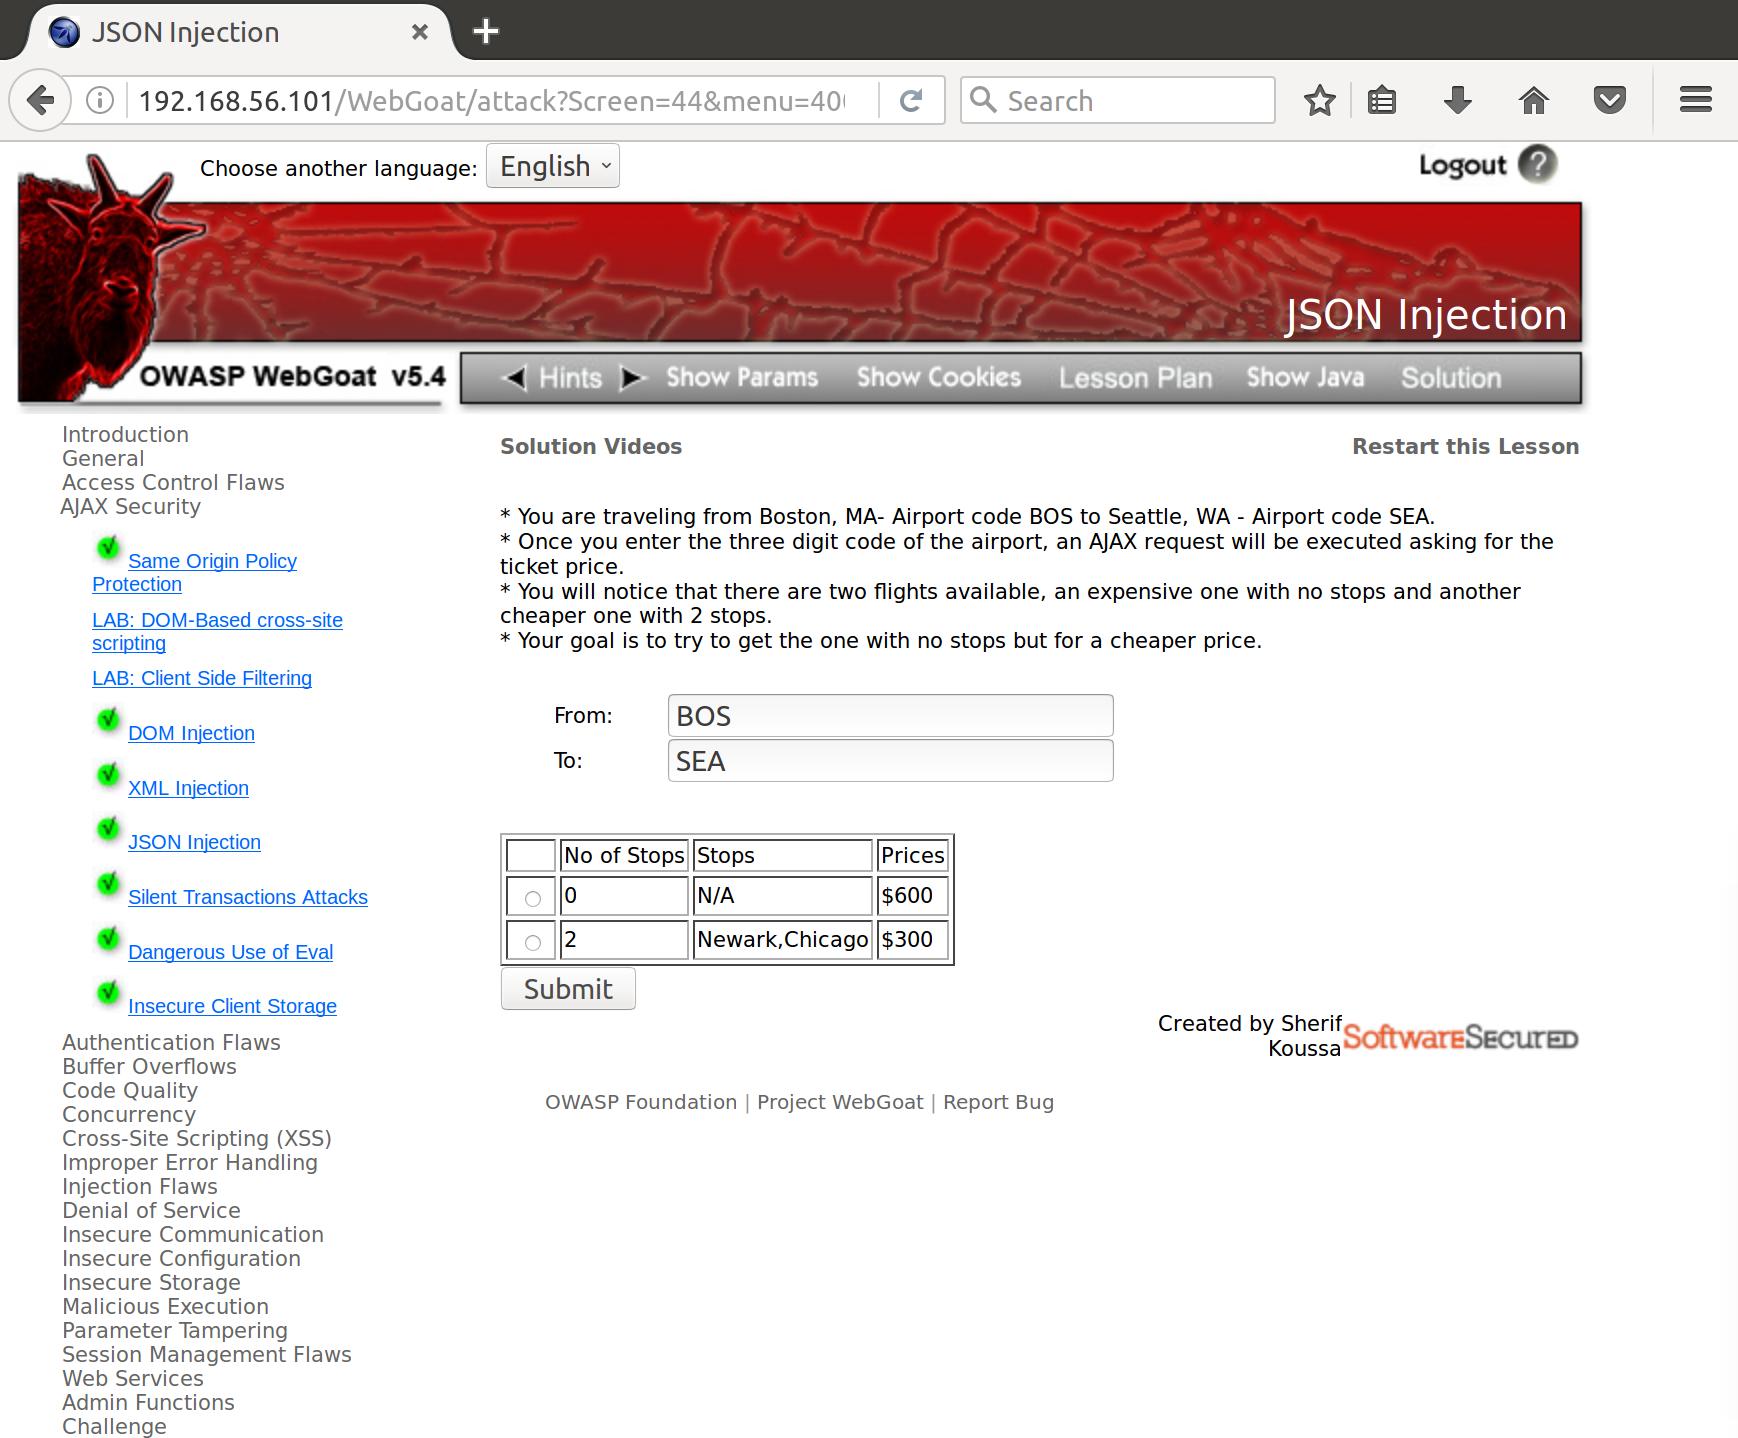 JSON Injection
192.168.56.101/WebGoat/attack?Screen=44&menu=40
Search
Choose another language: English
Logout ?
JSON Injection
OWASP WebGoat v5.4
Hints Show Params Show Cookies Lesson Plan Show Java Solution
Introduction
General
Access Control Flaws
AJAX Security
Same Origin Policy
Protection
LAB: DOM-Based cross-site
scripting
LAB: Client Side Filtering
DOM Injection
XML Injection
JSON Injection
Silent Transactions Attacks
Dangerous Use of Eval
Insecure Client Storage
Authentication Flaws
Buffer Overflows
Code Quality
Concurrency
Cross-Site Scripting (XSS)
Improper Error Handling
Injection Flaws
Denial of Service
Insecure Communication
Insecure Configuration
Insecure Storage
Malicious Execution
Parameter Tampering
Session Management Flaws
Web Services
Admin Functions
Challenge
Solution Videos
Restart this Lesson
* You are traveling from Boston, MA- Airport code BOS to Seattle, WA - Airport code SEA.
* Once you enter the three digit code of the airport, an AJAX request will be executed asking for the
ticket price.
* You will notice that there are two flights available, an expensive one with no stops and another
cheaper one with 2 stops.
* Your goal is to try to get the one with no stops but for a cheaper price.
From: BOS
To: SEA
No of Stops Stops Prices
0 N/A $600
2 Newark,Chicago $300
Submit
Created by Sherif
Koussa
SoftwareSecured
OWASP Foundation | Project WebGoat | Report Bug